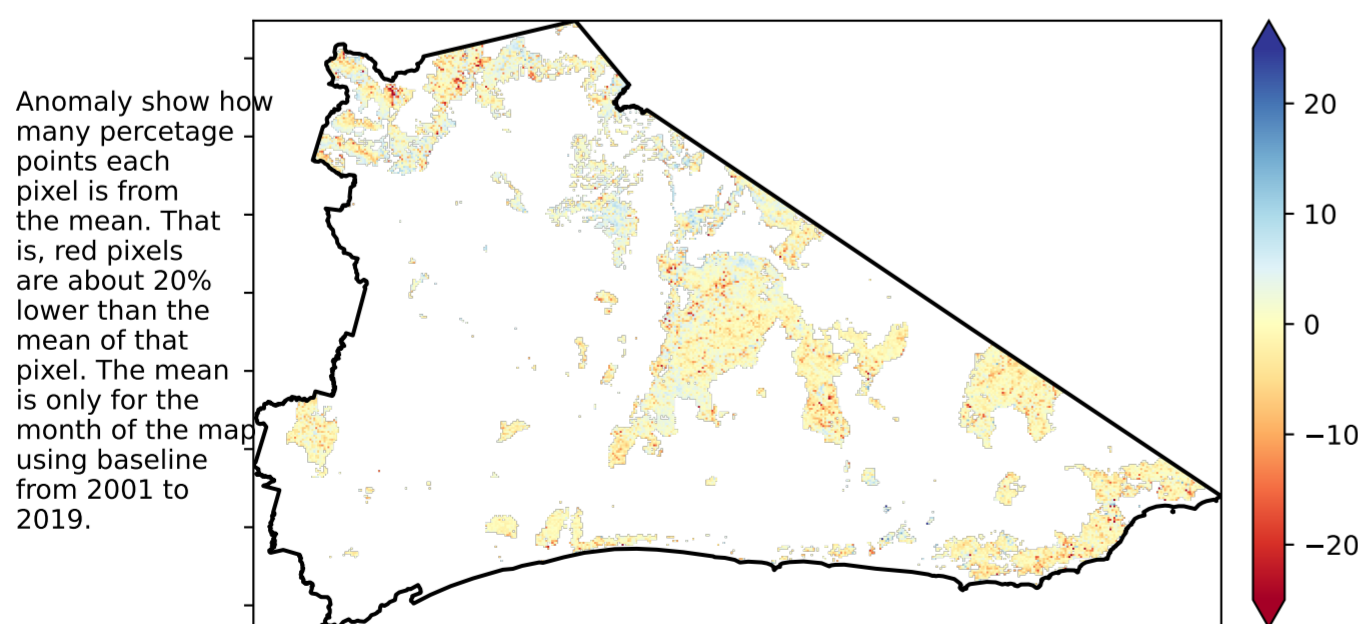 Anomaly show how
many percetage
points each
pixel is from
the mean. That
is, red pixels
are about 20%
lower than the
mean of that
pixel. The mean
is only for the
month of the map
using baseline
from 2001 to
2019.
20
10
0
−10
−20